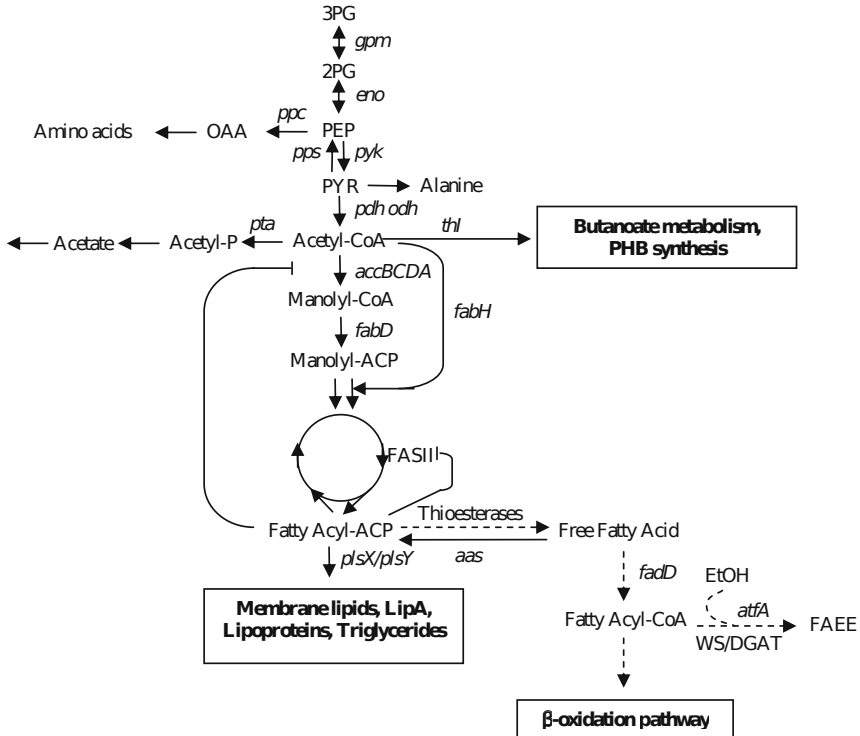 3PG
gpm
2PG
eno
ppc
Amino acids
OAA
PEP
pps
pyk
PYR
Alanine
pdh odh
thl
pta
Acetate
Acetyl-P
Acetyl-CoA
Butanoate metabolism,
PHB synthesis
accBCDA
Manolyl-CoA
fabH
fabD
Manolyl-ACP
FASII
Thioesterases
Fatty Acyl-ACP
Free Fatty Acid
plsX/plsY
aas
fadD
EtOH
Membrane lipids, LipA,
Lipoproteins, Triglycerides
atfA
Fatty Acyl-CoA
FAEE
WS/DGAT
β-oxidation pathway